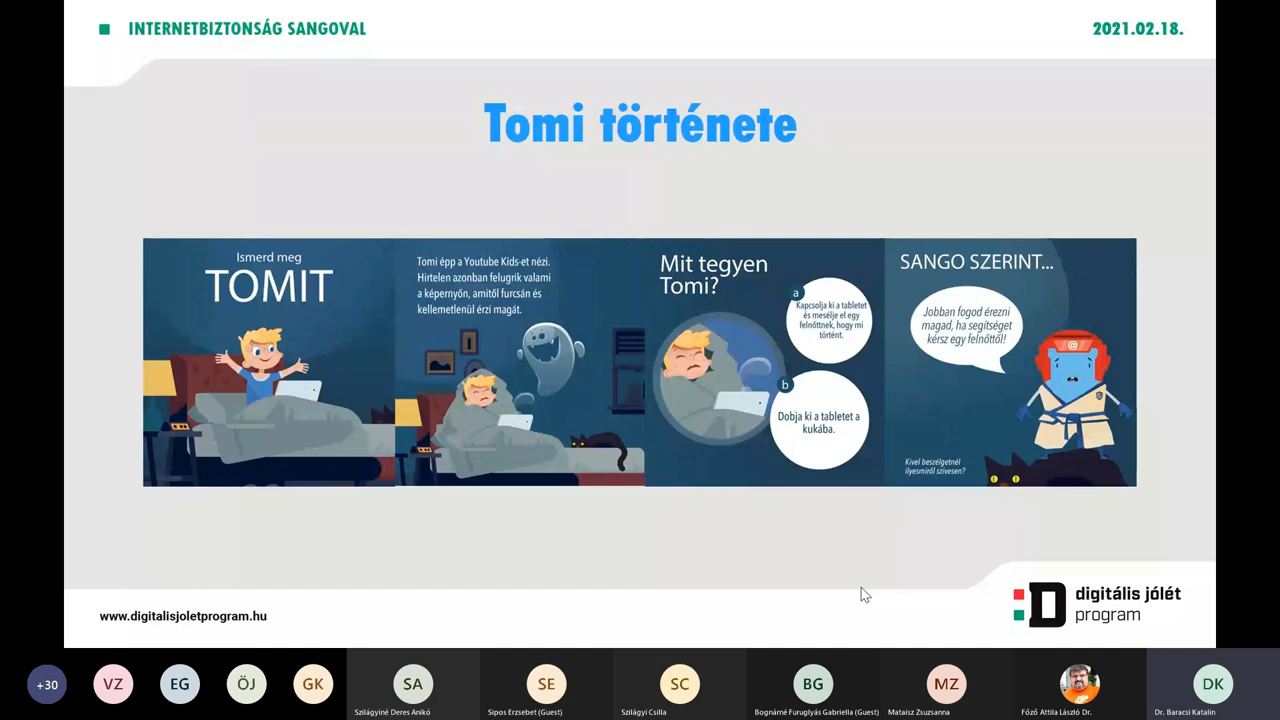 INTERNETBIZTONSÁG SANGOVAL
2021.02.18.
Tomi története
Ismerd meg
TOMIT
Tomi épp a Youtube Kids-et nézi.
Hirtelen azonban felugrik valami
a képernyőn, amitől furcsán és
kellemetlenül érzi magát.
Mit tegyen
Tomi?
a
Kapcsolja ki a tabletet
és mesélje el egy
felnőttnek, hogy mi
történt.
b
Dobja ki a tabletet a
kukába.
SANGO SZERINT...
Jobban fogod érezni
magad, ha segítséget
kérsz egy felnőttől!
@
Kivel beszélgetnél
ilyesmiről szívesen?
www.digitalisjoletprogram.hu
digitális jólét
program
+30
VZ
EG
ÖJ
GK
SA
SE
SC
BG
MZ
DK
Szilágyiné Deres Anikó
Sipos Erzsebet (Guest)
Szilágyi Csilla
Bognárné Furuglyás Gabriella (Guest)
Mataisz Zsuzsanna
Főző Attila László Dr.
Dr. Baracsi Katalin